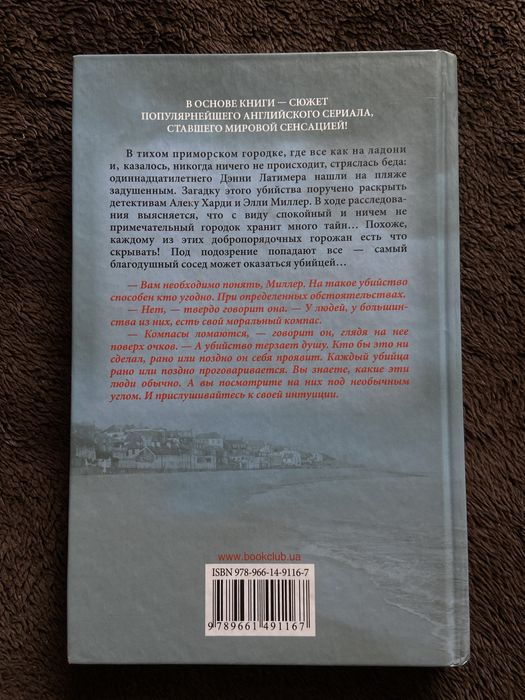 В ОСНОВЕ КНИГИ — СЮЖЕТ
ПОПУЛЯРНЕЙШЕГО АНГЛИЙСКОГО СЕРИАЛА,
СТАВШЕГО МИРОВОЙ СЕНСАЦИЕЙ!
В тихом приморском городке, где все как на ладони
и, казалось, никогда ничего не происходит, стряслась беда:
одиннадцатилетнего Дэнни Латимера нашли на пляже
задушенным. Загадку этого убийства поручено раскрыть
детективам Алеку Харди и Элли Миллер. В ходе расследова-
ния выясняется, что с виду спокойный и ничем не
примечательный городок хранит много тайн... Похоже,
каждому из этих добропорядочных горожан есть что
скрывать! Под подозрение попадают все — самый
благодушный сосед может оказаться убийцей...
— Вам необходимо понять, Миллер. На такое убийство
способен кто угодно. При определенных обстоятельствах.
— Нет, — твердо говорит она. — У людей, у большин-
ства из них, есть свой моральный компас.
— Компасы ломаются, — говорит он, глядя на нее
поверх очков. — А убийство терзает душу. Кто бы это ни
сделал, рано или поздно он себя проявит. Каждый убийца
рано или поздно проговаривается. Вы знаете, какие эти
люди обычно. А вы посмотрите на них под необычным
углом. И прислушивайтесь к своей интуиции.
www.bookclub.ua
ISBN 978-966-14-9116-7
9789661491167